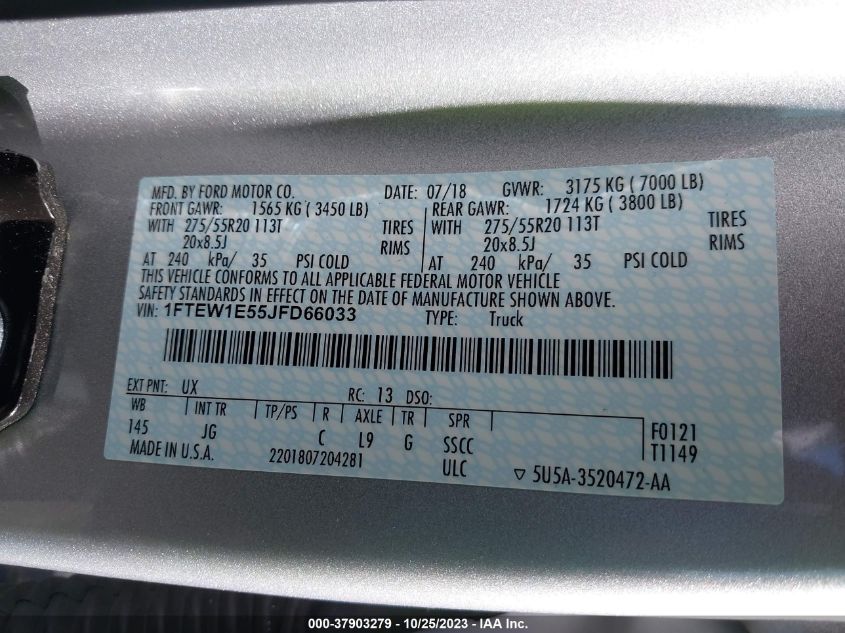 MFD. BY FORD MOTOR CO. DATE: 07/18 GVWR: 3175 KG ( 7000 LB)
FRONT GAWR: 1565 KG ( 3450 LB) REAR GAWR: 1724 KG ( 3800 LB)
WITH 275/55R20 113T TIRES WITH 275/55R20 113T TIRES
20x8.5J RIMS 20x8.5J RIMS
AT 240 kPa/ 35 PSI COLD AT 240 kPa/ 35 PSI COLD
THIS VEHICLE CONFORMS TO ALL APPLICABLE FEDERAL MOTOR VEHICLE
SAFETY STANDARDS IN EFFECT ON THE DATE OF MANUFACTURE SHOWN ABOVE.
VIN: 1FTEW1E55JFD66033 TYPE: Truck
EXT PNT: UX RC: 13 DSO:
WB INT TR TP/PS R AXLE TR SPR
145 JG C L9 G SSCC F0121
MADE IN U.S.A. 2201807204281 ULC T1149
▽ 5U5A-3520472-AA
000-37903279 - 10/25/2023 - IAA Inc.